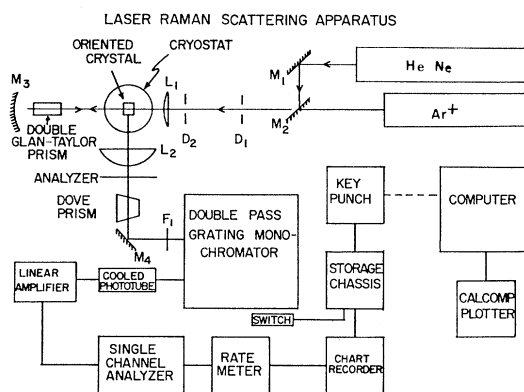 LASER RAMAN SCATTERING APPARATUS
ORIENTED
CRYSTAL
CRYOSTAT
M3
L1
M1
He Ne
M2
Ar+
DOUBLE
GLAN-TAYLOR
PRISM
D2
D1
L2
ANALYZER
DOVE
PRISM
F1
M4
DOUBLE PASS
GRATING MONO-
CHROMATOR
KEY
PUNCH
COMPUTER
LINEAR
AMPLIFIER
COOLED
PHOTOTUBE
STORAGE
CHASSIS
SWITCH
CALCOMP
PLOTTER
SINGLE
CHANNEL
ANALYZER
RATE
METER
CHART
RECORDER